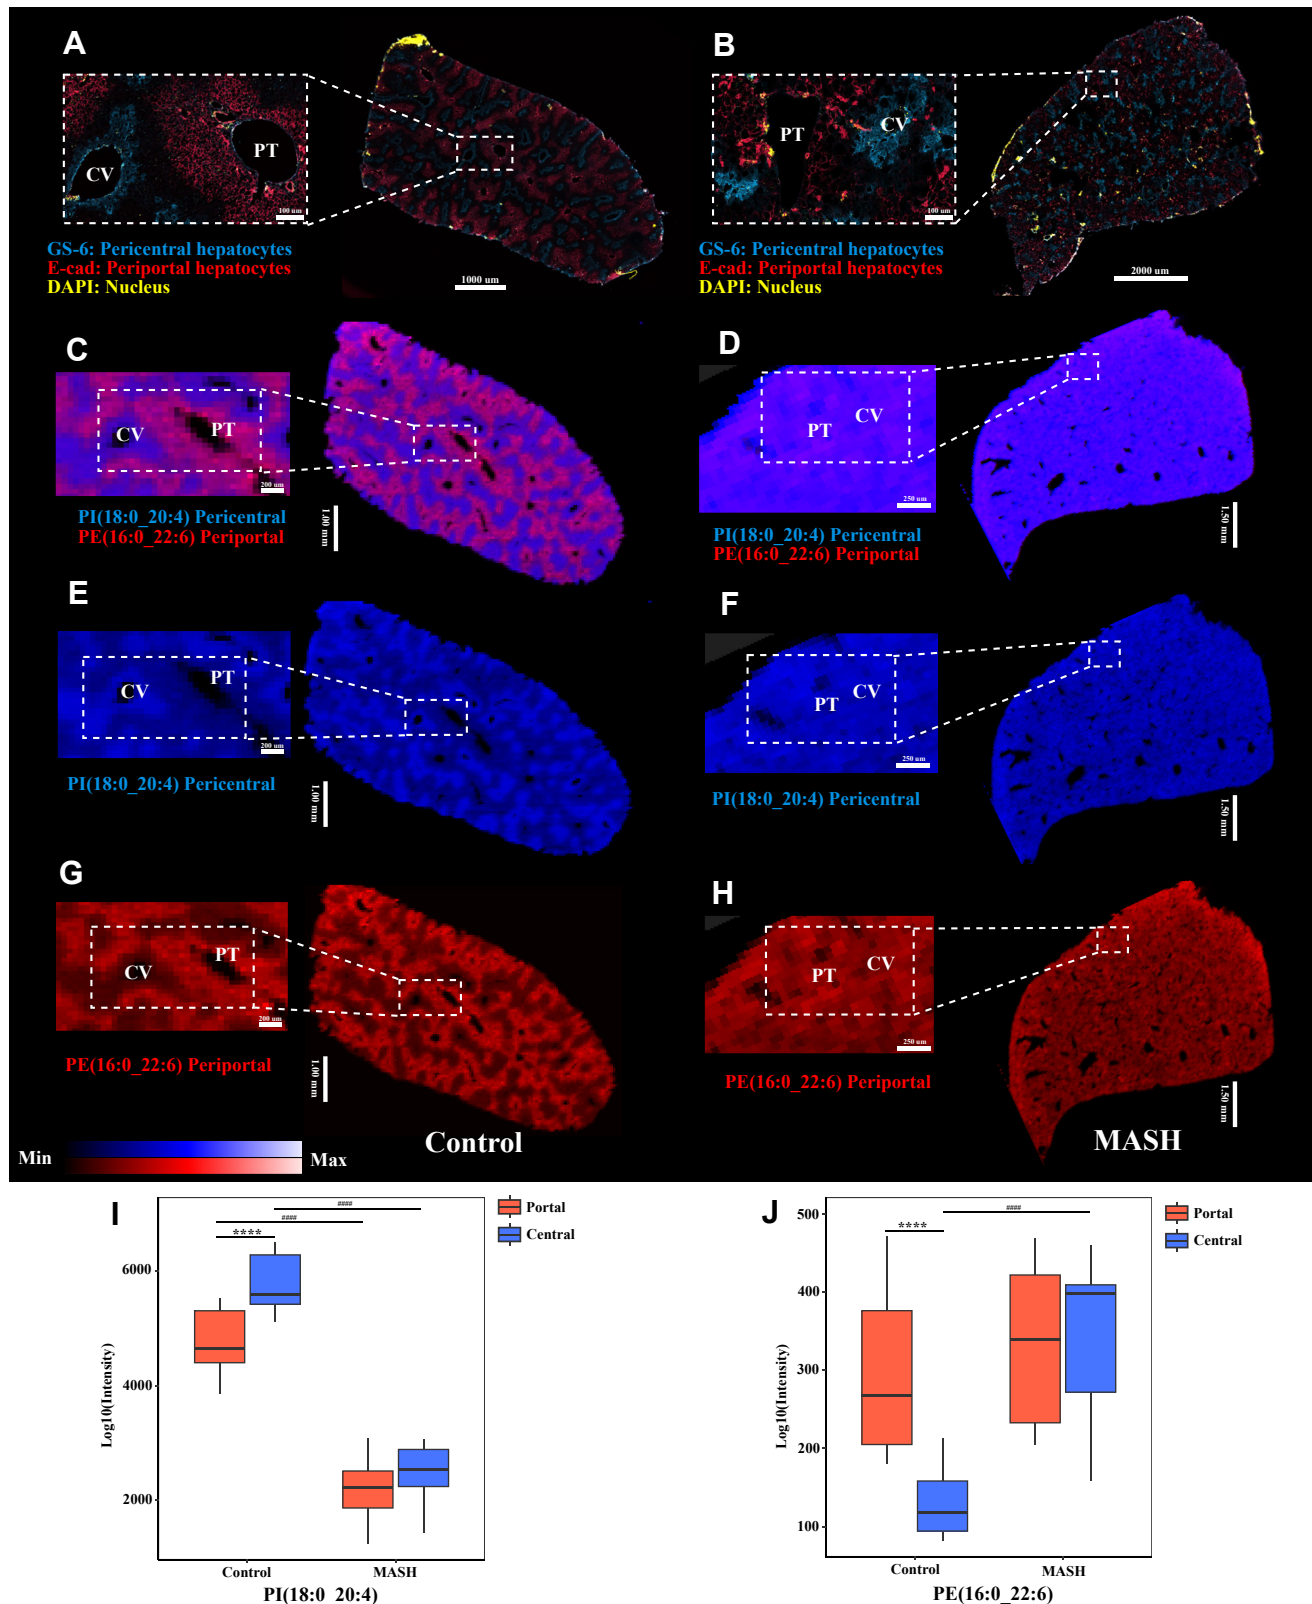 A
CV
PT
100 um
GS-6: Pericentral hepatocytes
E-cad: Periportal hepatocytes
DAPI: Nucleus
1000 um
B
PT
CV
100 um
GS-6: Pericentral hepatocytes
E-cad: Periportal hepatocytes
DAPI: Nucleus
2000 um
C
CV
PT
200 um
PI(18:0_20:4) Pericentral
PE(16:0_22:6) Periportal
1.00 mm
D
CV
PT
250 um
PI(18:0_20:4) Pericentral
PE(16:0_22:6) Periportal
1.50 mm
E
CV
PT
200 um
PI(18:0_20:4) Pericentral
1.00 mm
F
CV
PT
250 um
PI(18:0_20:4) Pericentral
1.50 mm
G
PT
CV
200 um
PE(16:0_22:6) Periportal
1.00 mm
Min
Max
Control
H
CV
PT
250 um
PE(16:0_22:6) Periportal
1.50 mm
MASH
I
####
####
****
Portal
Central
Log10(Intensity)
6000
4000
2000
Control
MASH
PI(18:0_20:4)
J
####
****
Portal
Central
Log10(Intensity)
500
400
300
200
100
Control
MASH
PE(16:0_22:6)